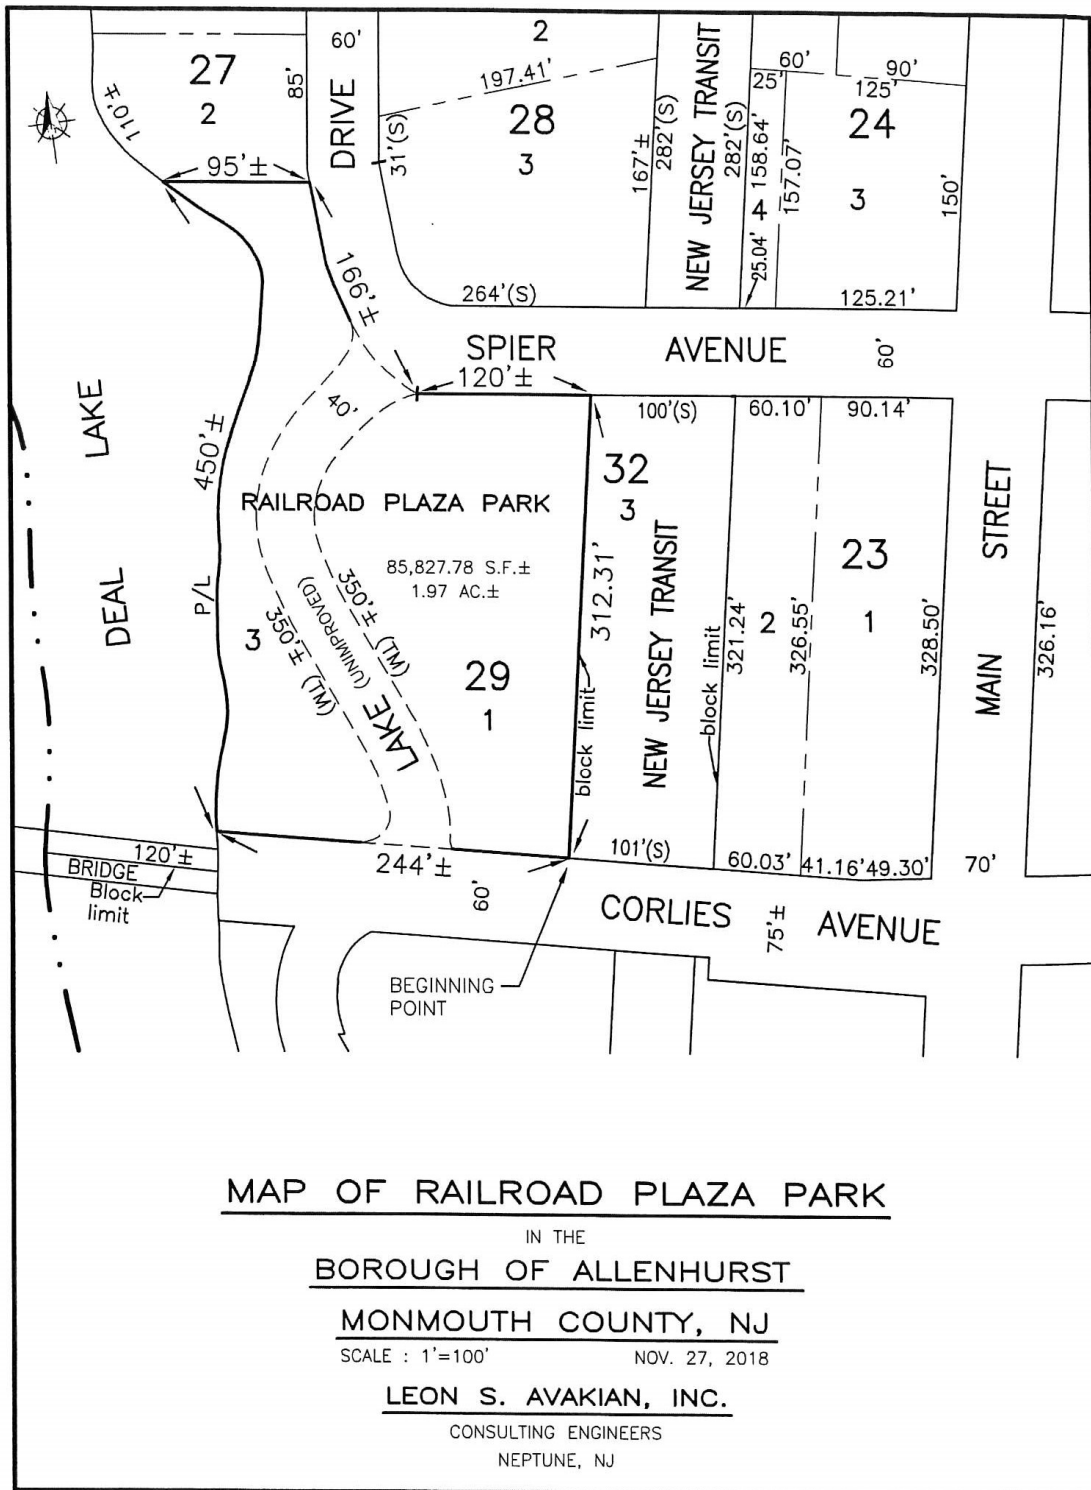 27
2
110'±
85'
60'
DRIVE
95'±
2
197.41'
28
3
31'(S)
167'±
282'(S)
NEW JERSEY TRANSIT
282'(S)
60'
25'
90'
125'
24
158.64'
157.07'
4
3
150'
25.04'
125.21'
264'(S)
166'±
SPIER AVENUE
60'
120'±
40'
100'(S)
60.10'
90.14'
DEAL LAKE
450'±
P/L
RAILROAD PLAZA PARK
85,827.78 S.F.±
1.97 AC.±
32
3
312.31'
NEW JERSEY TRANSIT
23
2
1
321.24'
326.55'
328.50'
MAIN STREET
326.16'
3
350'± (TM)
(UNIMPROVED)
350'± (TM)
LAKE
29
1
block limit
block limit
120'±
BRIDGE
Block
limit
244'±
60'
101'(S)
60.03'
41.16'
49.30'
70'
CORLIES AVENUE
75'±
BEGINNING
POINT
MAP OF RAILROAD PLAZA PARK
IN THE
BOROUGH OF ALLENHURST
MONMOUTH COUNTY, NJ
SCALE : 1'=100' NOV. 27, 2018
LEON S. AVAKIAN, INC.
CONSULTING ENGINEERS
NEPTUNE, NJ